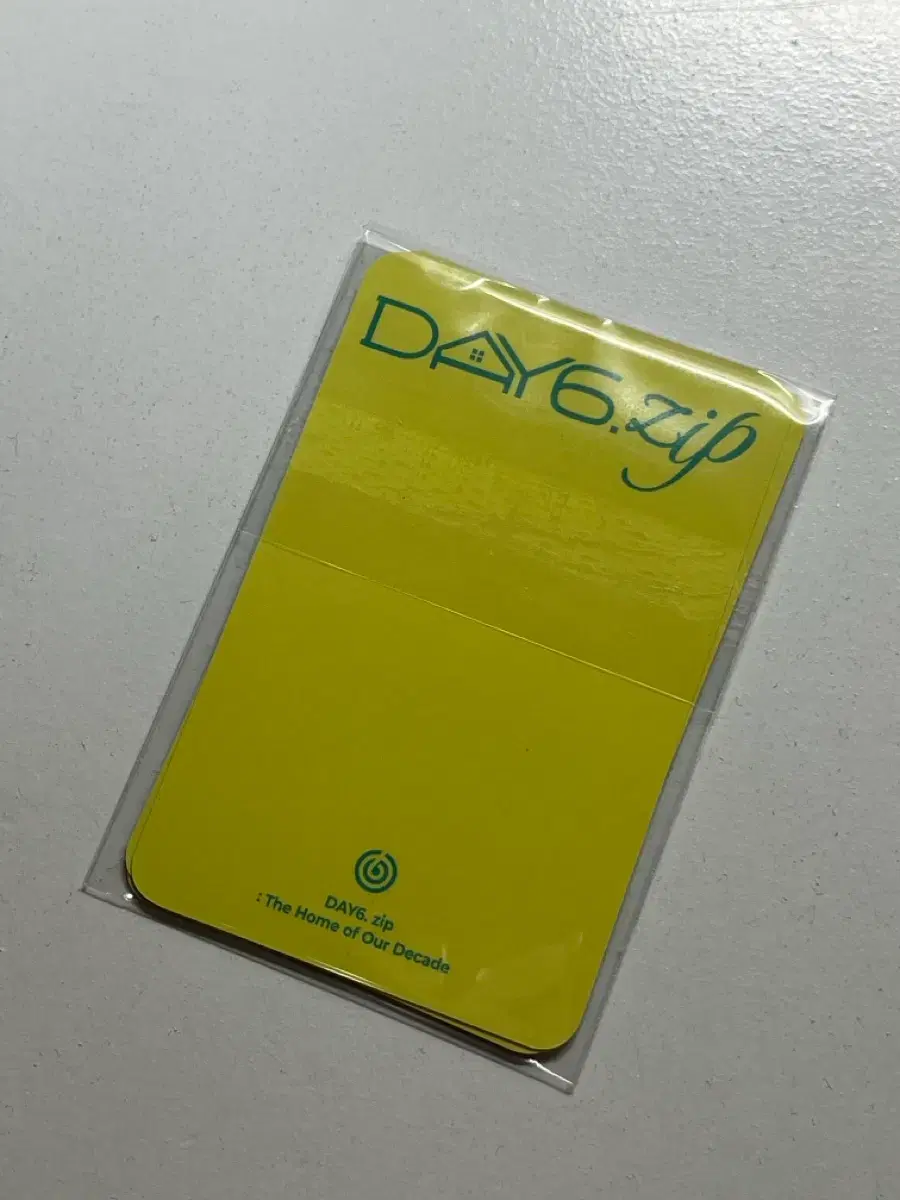 DAY6.zip
DAY6. zip
: The Home of Our Decade